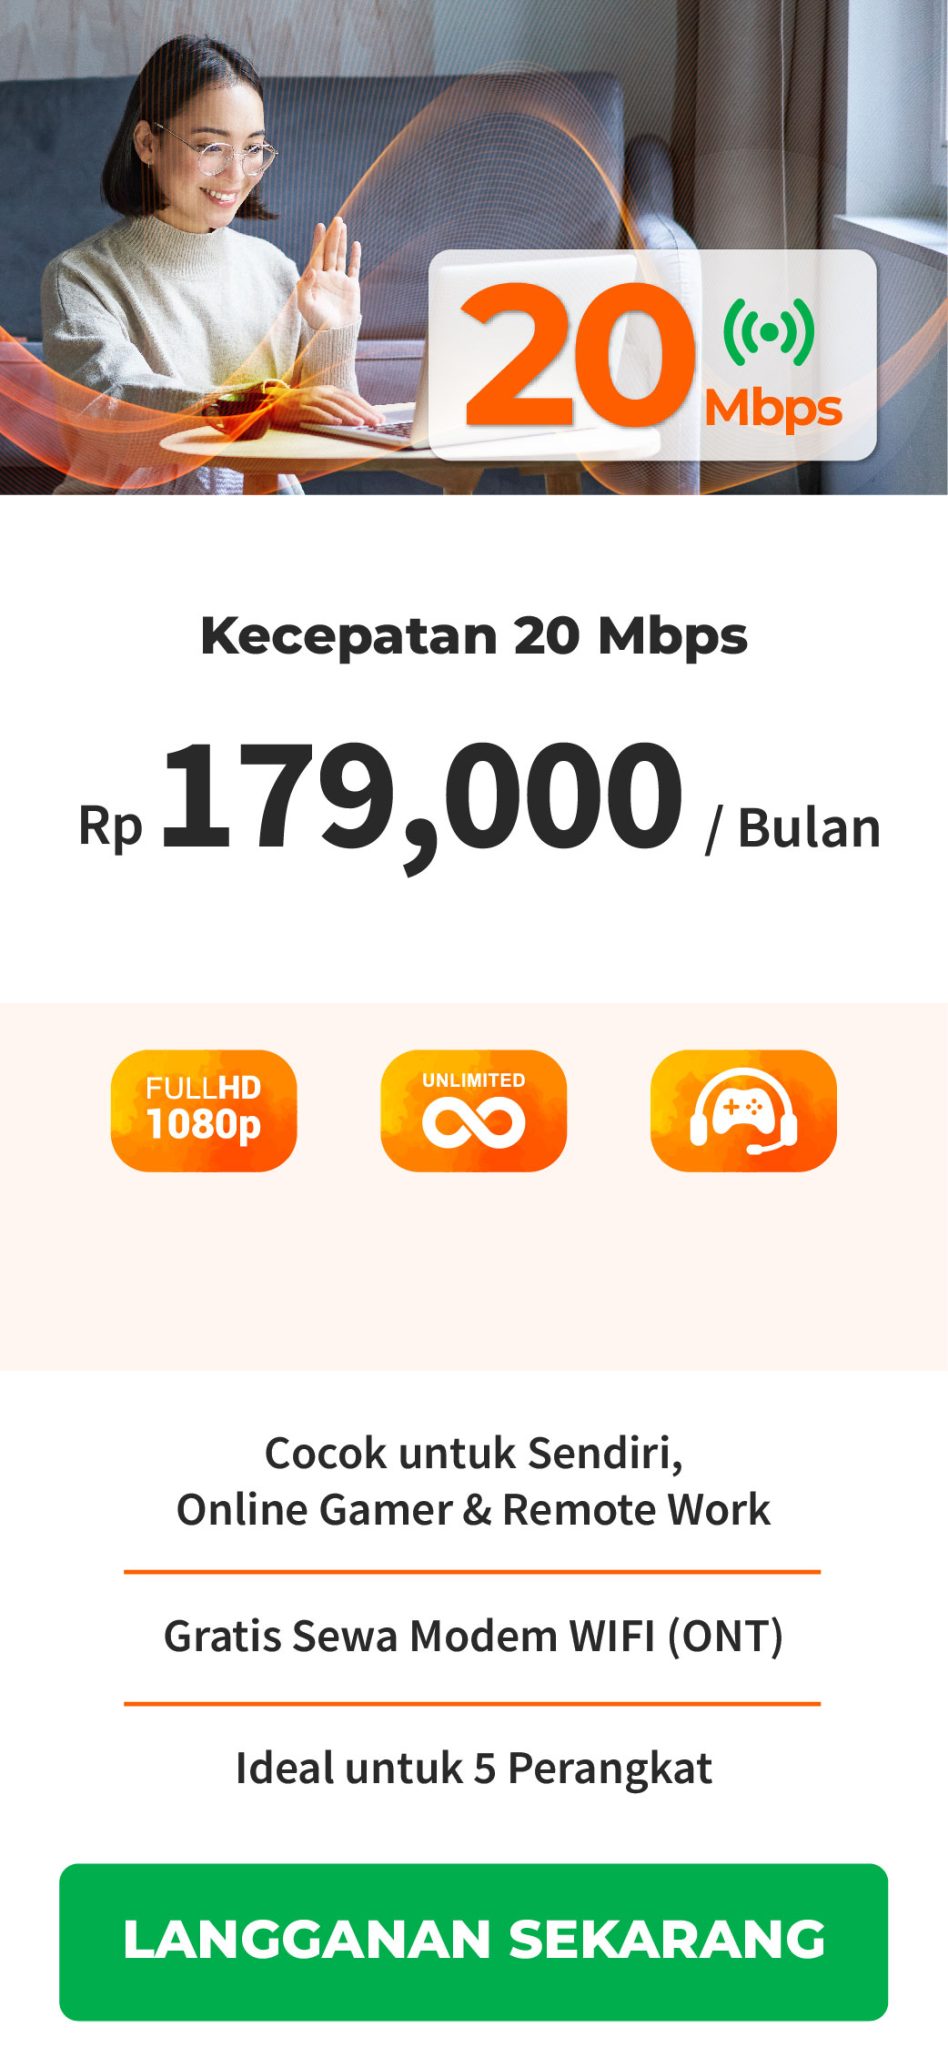 20
Mbps
Kecepatan 20 Mbps
Rp 179,000 / Bulan
FULLHD
1080p
UNLIMITED
Cocok untuk Sendiri,
Online Gamer & Remote Work
Gratis Sewa Modem WIFI (ONT)
Ideal untuk 5 Perangkat
LANGGANAN SEKARANG